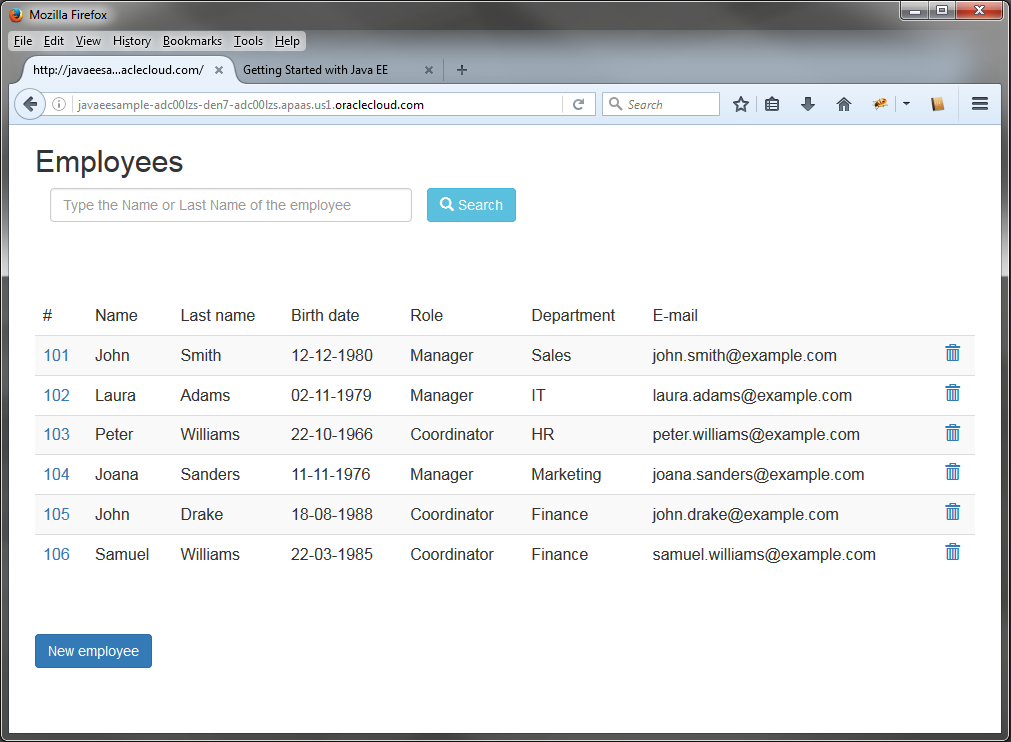 Mozilla Firefox
File Edit View History Bookmarks Tools Help
http://javaeesa...aclecloud.com/ Getting Started with Java EE
javaeesample-adc00lzs-den7-adc00lzs.apaas.us1.oraclecloud.com Search
Employees
Type the Name or Last Name of the employee Search
# Name Last name Birth date Role Department E-mail
101 John Smith 12-12-1980 Manager Sales john.smith@example.com
102 Laura Adams 02-11-1979 Manager IT laura.adams@example.com
103 Peter Williams 22-10-1966 Coordinator HR peter.williams@example.com
104 Joana Sanders 11-11-1976 Manager Marketing joana.sanders@example.com
105 John Drake 18-08-1988 Coordinator Finance john.drake@example.com
106 Samuel Williams 22-03-1985 Coordinator Finance samuel.williams@example.com
New employee